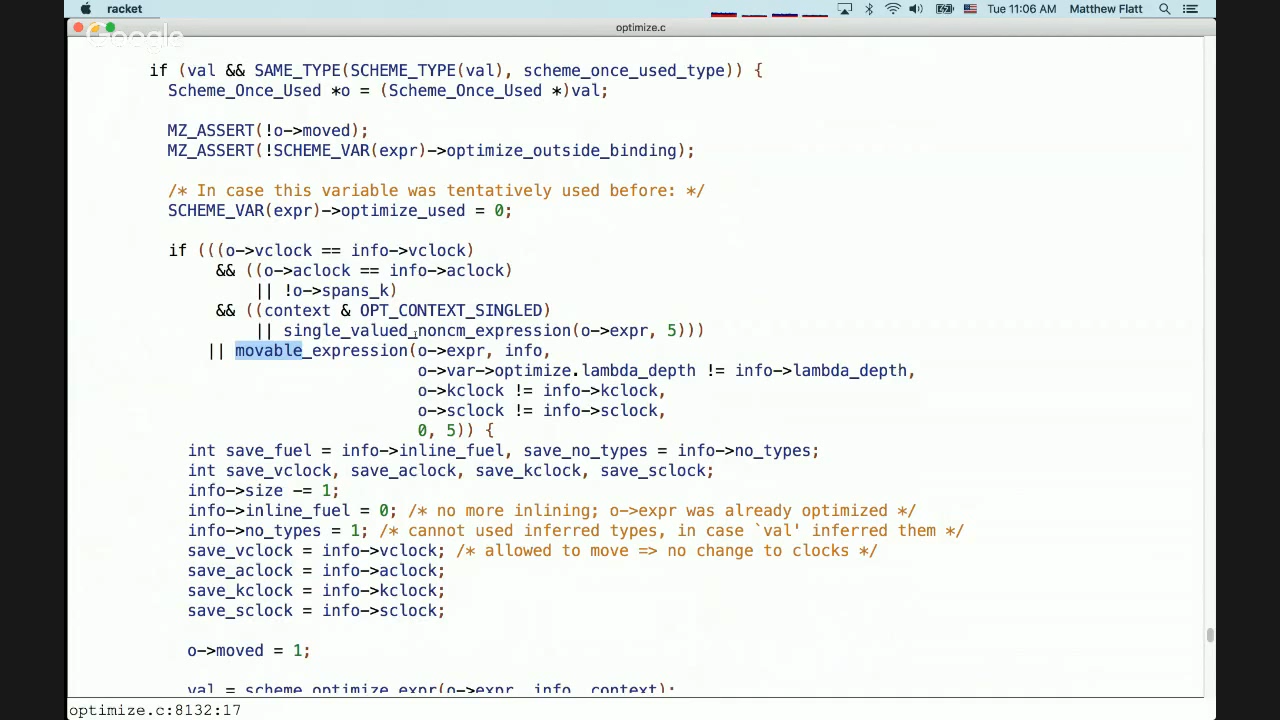 racket
Tue 11:06 AM Matthew Flatt
optimize.c
Google
if (val && SAME_TYPE(SCHEME_TYPE(val), scheme_once_used_type)) {
Scheme_Once_Used *o = (Scheme_Once_Used *)val;
MZ_ASSERT(!o->moved);
MZ_ASSERT(!SCHEME_VAR(expr)->optimize_outside_binding);
/* In case this variable was tentatively used before: */
SCHEME_VAR(expr)->optimize_used = 0;
if (((o->vclock == info->vclock)
&& ((o->aclock == info->aclock)
|| !o->spans_k)
&& ((context & OPT_CONTEXT_SINGLED)
|| single_valued_noncm_expression(o->expr, 5)))
|| movable_expression(o->expr, info,
o->var->optimize.lambda_depth != info->lambda_depth,
o->kclock != info->kclock,
o->sclock != info->sclock,
0, 5)) {
int save_fuel = info->inline_fuel, save_no_types = info->no_types;
int save_vclock, save_aclock, save_kclock, save_sclock;
info->size -= 1;
info->inline_fuel = 0; /* no more inlining; o->expr was already optimized */
info->no_types = 1; /* cannot used inferred types, in case `val' inferred them */
save_vclock = info->vclock; /* allowed to move => no change to clocks */
save_aclock = info->aclock;
save_kclock = info->kclock;
save_sclock = info->sclock;
o->moved = 1;
val = scheme_optimize_expr(o->expr, info, context);
optimize.c:8132:17